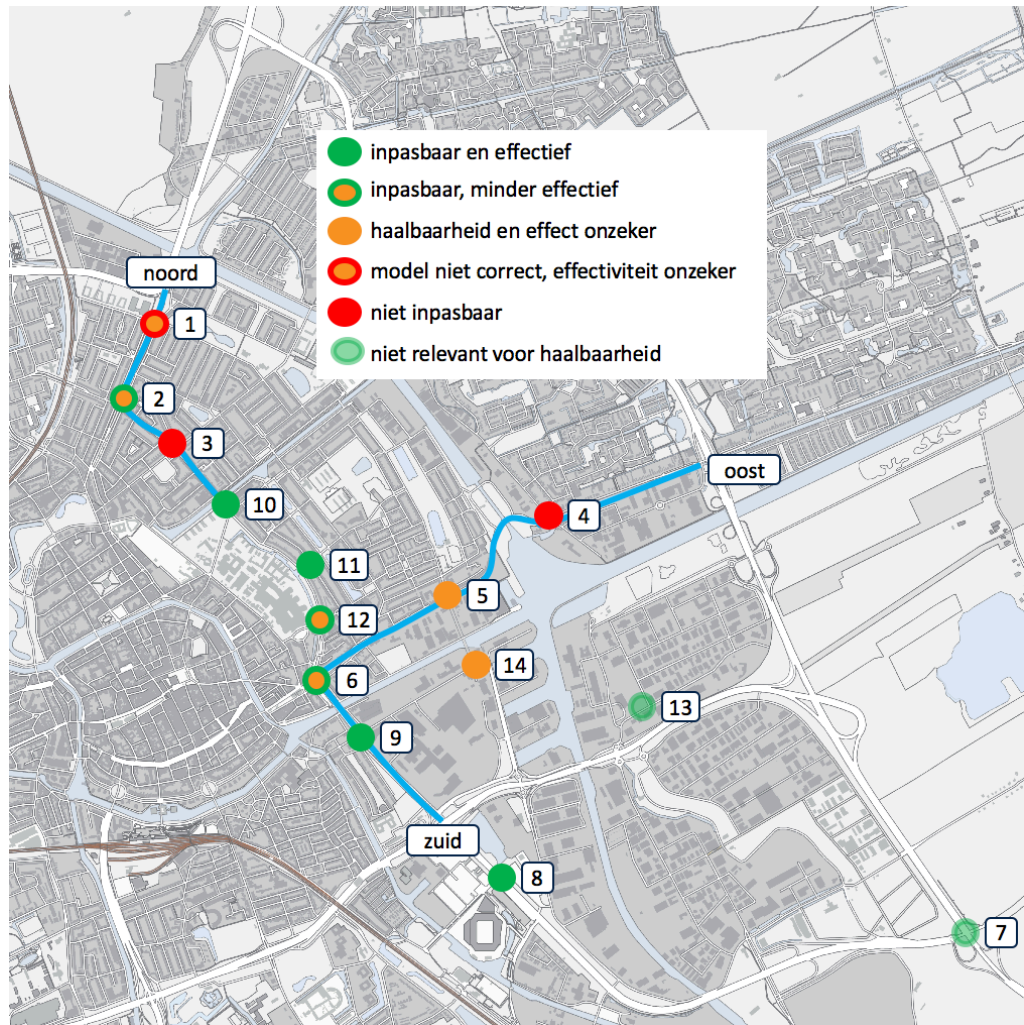 inpasbaar en effectief
inpasbaar, minder effectief
haalbaarheid en effect onzeker
model niet correct, effectiviteit onzeker
niet inpasbaar
niet relevant voor haalbaarheid
noord
1
2
3
oost
10
4
11
5
12
14
6
13
9
zuid
8
7